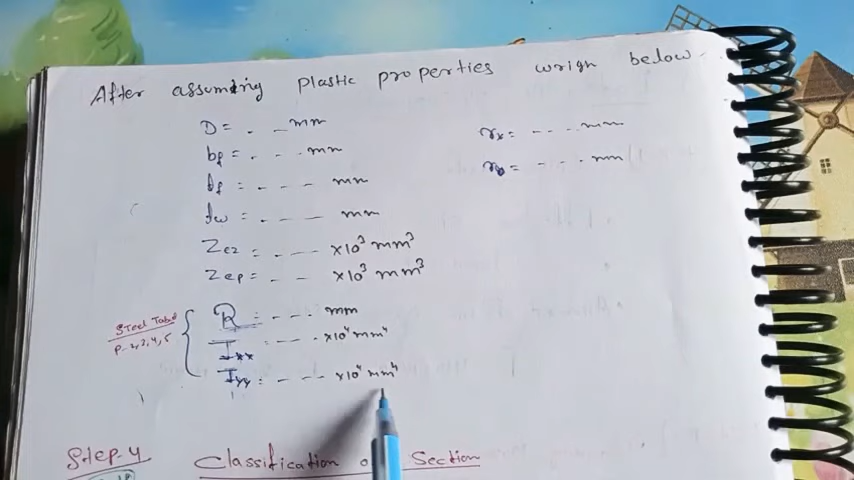 After assuming plastic properties wrign below
D = . - mm
bf = . - - mm
tf = . - - - mm
tw = . - - - mm
Zez = - - - - x10³ mm³
Zep = - - - x10³ mm³
rx = - - - - mm
ry = - - - . mm
Steel Table
P-2,3,4,5
R = - - - - mm
Ixx = - - - - x10⁴ mm⁴
Iyy = - - - - x10⁴ mm⁴
Step-4
Classification of Section